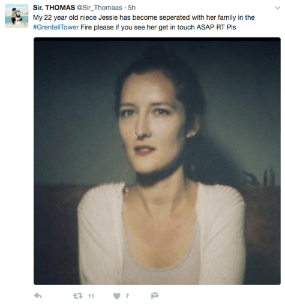 Sir. THOMAS @Sir_Thomaas · 5h
My 22 year old niece Jessie has become seperated with her family in the
#GrenfellTower Fire please if you see her get in touch ASAP RT Pls
11 7